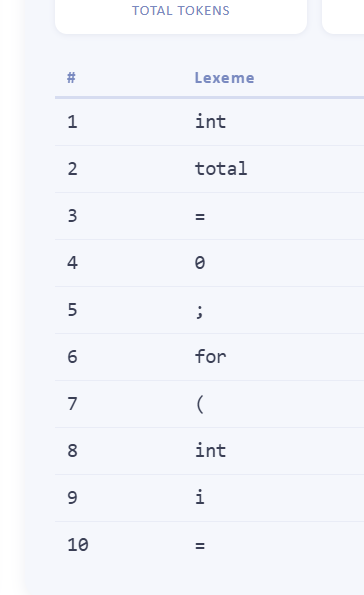 TOTAL TOKENS
# Lexeme
1 int
2 total
3 =
4 0
5 ;
6 for
7 (
8 int
9 i
10 =